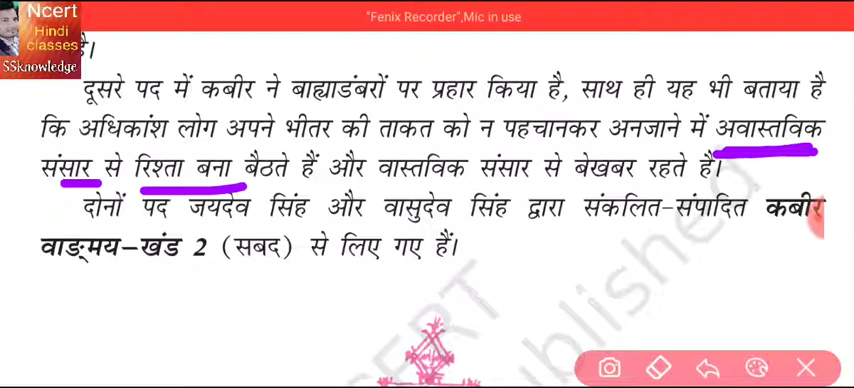 "Fenix Recorder",Mic in use
Ncert
Hindi
classes
SSknowledge
है।
दूसरे पद में कबीर ने बाह्याडंबरों पर प्रहार किया है, साथ ही यह भी बताया है
कि अधिकांश लोग अपने भीतर की ताकत को न पहचानकर अनजाने में अवास्तविक
संसार से रिश्ता बना बैठते हैं और वास्तविक संसार से बेखबर रहते हैं।
दोनों पद जयदेव सिंह और वासुदेव सिंह द्वारा संकलित-संपादित कबीर
वाङ्मय–खंड 2 (सबद) से लिए गए हैं।